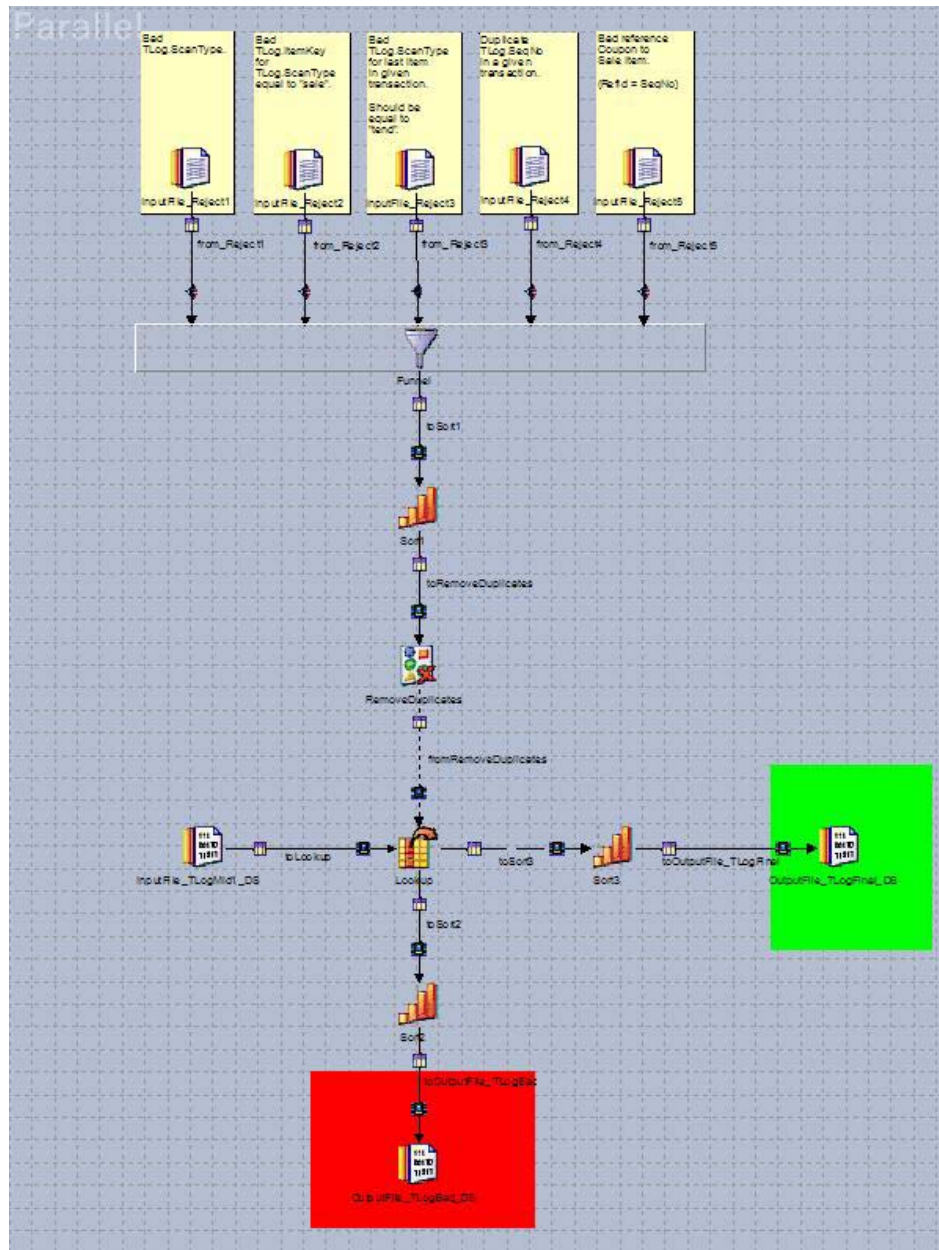 Parallel
Bad
TLog.ScanType.
Bad
TLog.ItemKey
for
TLog.ScanType
equal to "sale".
Bad
TLog.ScanType
for last item
in given
transaction.
Should be
equal to
"tend".
Duplicate
TLog.SeqNo
in a given
transaction.
Bad reference
Coupon to
Sale Item.
(RefId = SeqNo)
InputFile_Reject1
InputFile_Reject2
InputFile_Reject3
InputFile_Reject4
InputFile_Reject5
from_Reject1
from_Reject2
from_Reject3
from_Reject4
from_Reject5
Funnel
toSort1
Sort1
toRemoveDuplicates
RemoveDuplicates
fromRemoveDuplicates
InputFile_TLogMid1_DS
toLookup
Lookup
toSort3
Sort3
toOutputFile_TLogFinal
OutputFile_TLogFinal_DS
toSort2
Sort2
toOutputFile_TLogBad
OutputFile_TLogBad_DS